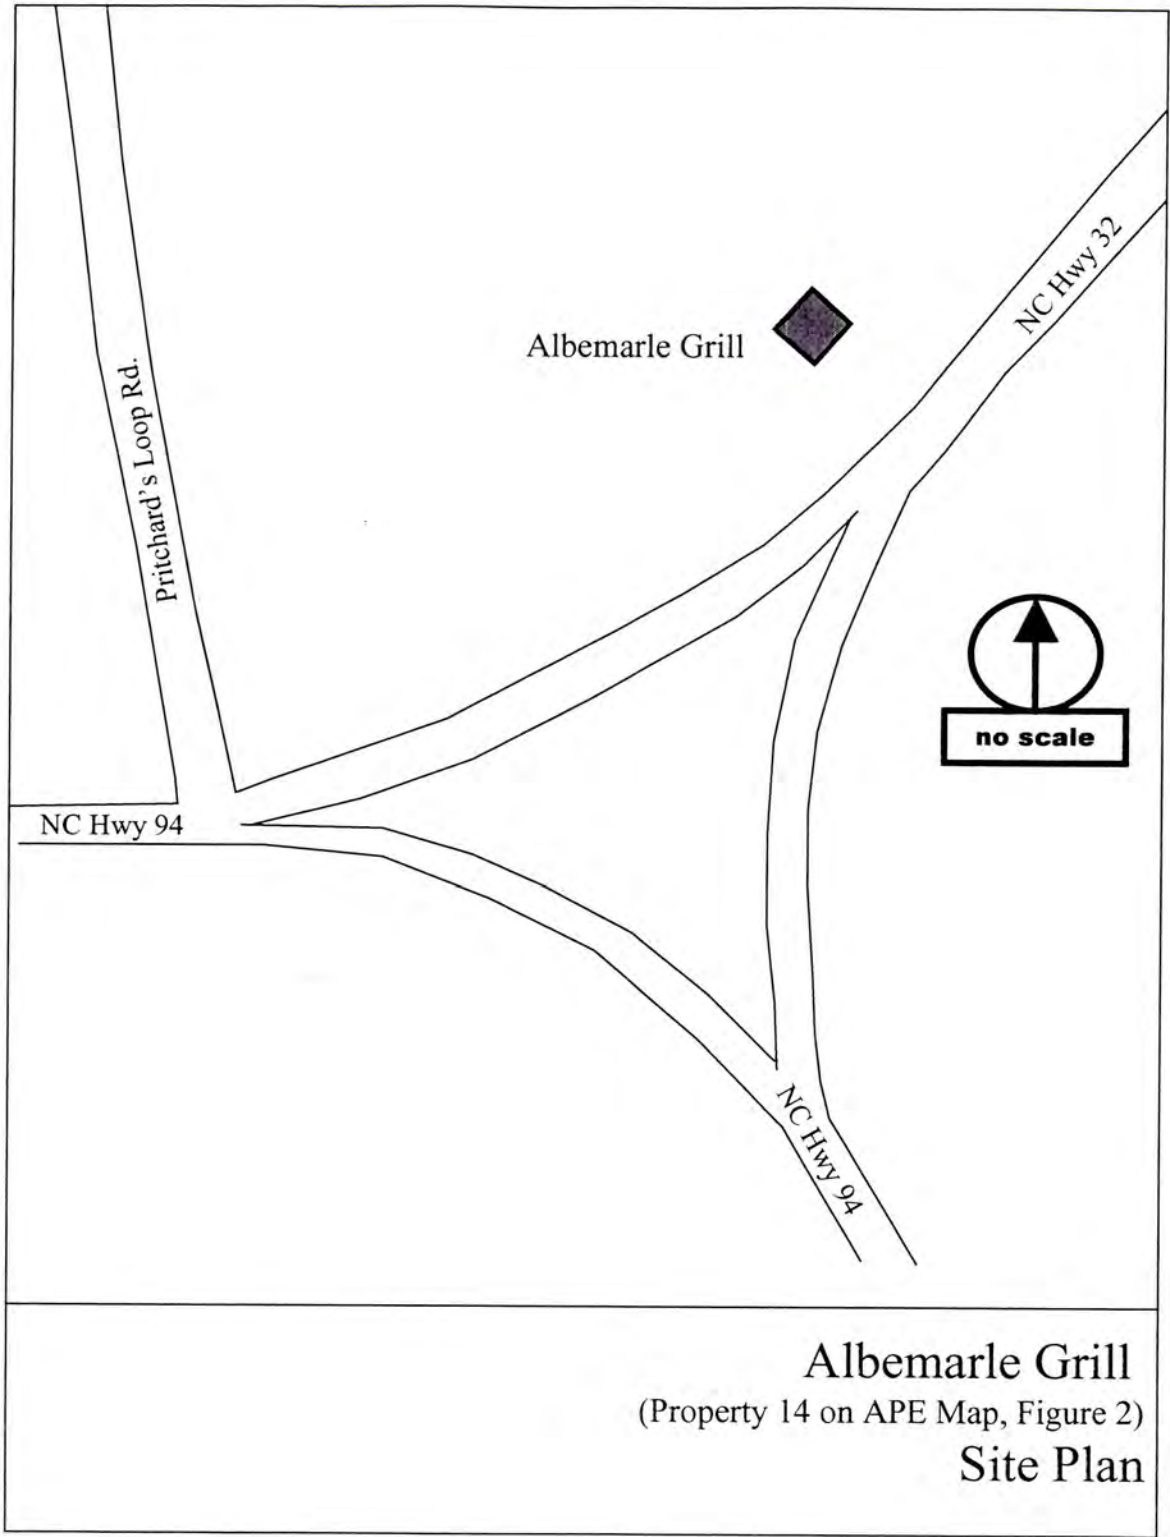 NC Hwy 32
Albemarle Grill
Pritchard's Loop Rd.
no scale
NC Hwy 94
NC Hwy 94
Albemarle Grill
(Property 14 on APE Map, Figure 2)
Site Plan